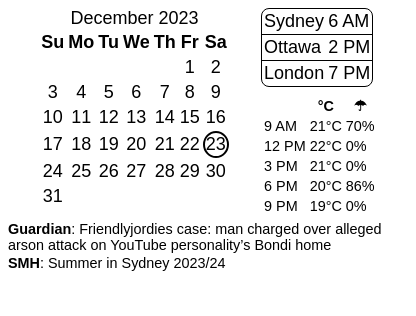 December 2023
Su Mo Tu We Th Fr Sa
1 2
3 4 5 6 7 8 9
10 11 12 13 14 15 16
17 18 19 20 21 22 23
24 25 26 27 28 29 30
31
Sydney 6 AM
Ottawa 2 PM
London 7 PM
°C ☂
9 AM 21°C 70%
12 PM 22°C 0%
3 PM 21°C 0%
6 PM 20°C 86%
9 PM 19°C 0%
Guardian: Friendlyjordies case: man charged over alleged
arson attack on YouTube personality’s Bondi home
SMH: Summer in Sydney 2023/24